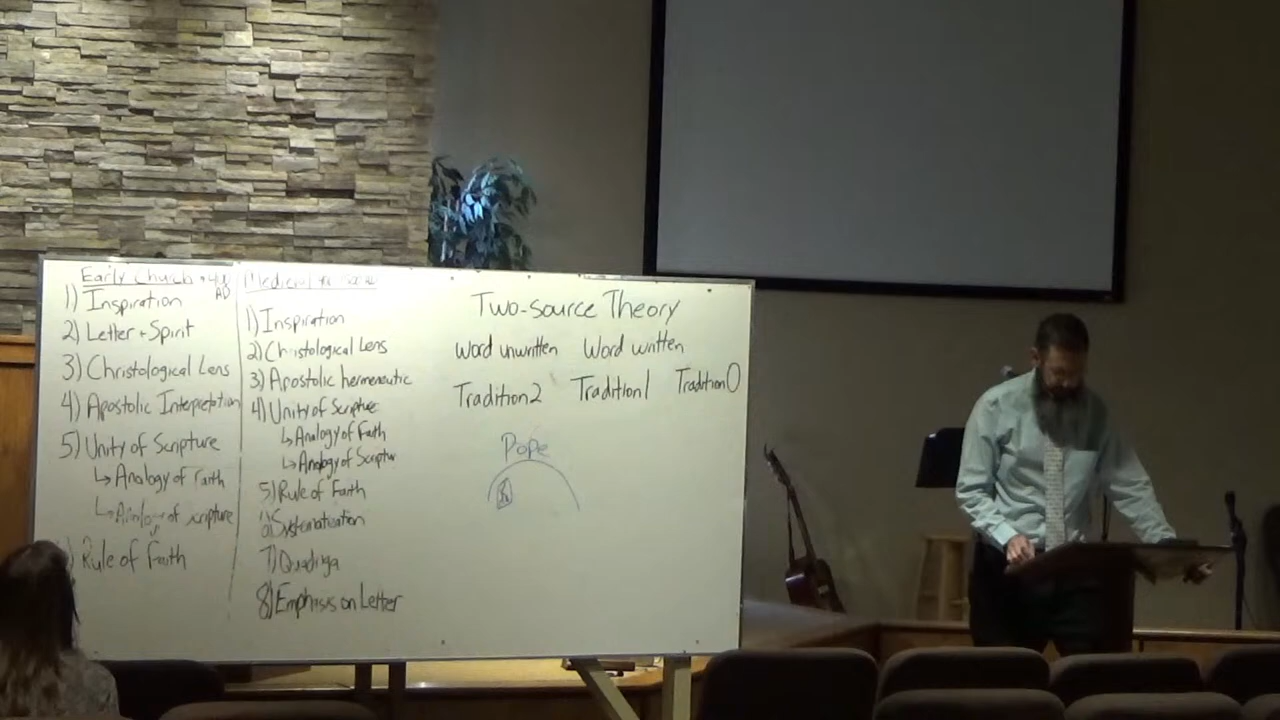 Early Church
AD
1) Inspiration
2) Letter + Spirit
3) Christological Lens
4) Apostolic Interpretation
5) Unity of Scripture
↳ Analogy of Faith
↳ Analogy of scripture
Rule of Faith
Medieval
1) Inspiration
2) Christological Lens
3) Apostolic hermeneutic
4) Unity of Scripture
↳ Analogy of Faith
↳ Analogy of Scriptur
5) Rule of Faith
6) Systematization
7) Quadriga
8) Emphasis on Letter
Two-source Theory
Word unwritten Word written
Tradition 2 Tradition 1 Tradition 0
Pope